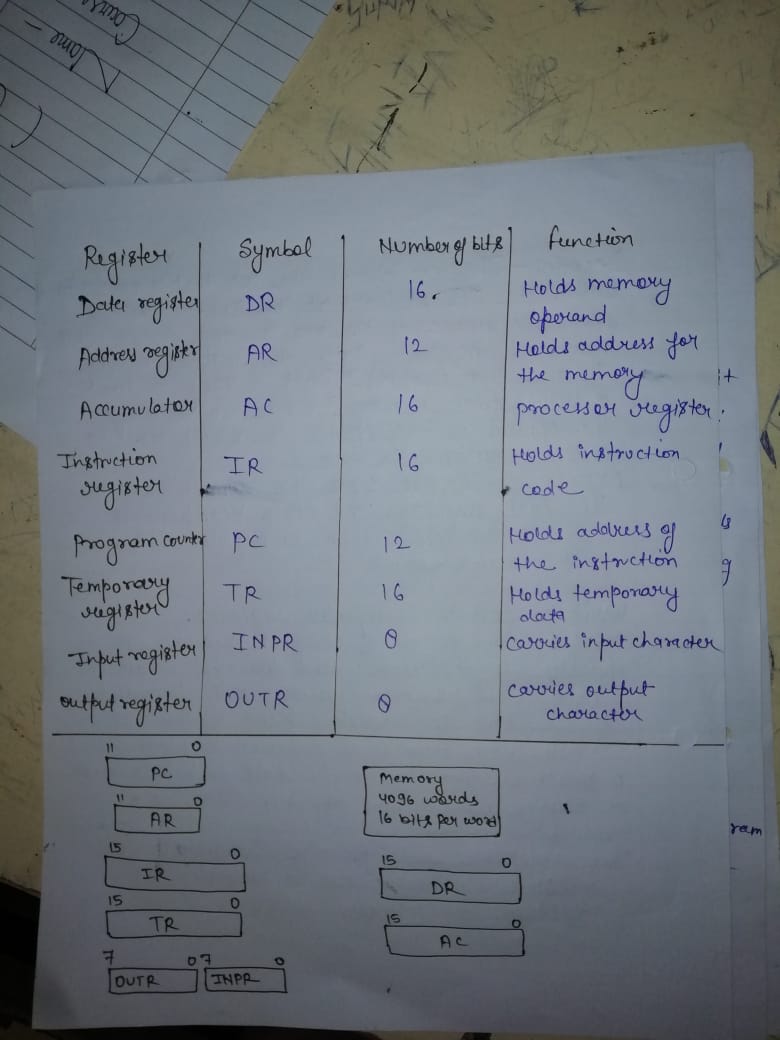 Course
Name -
Register Symbol Number of bits function
Data register DR 16. Holds memory
operand
Address register AR 12 Holds address for
the memory
Accumulator AC 16 processor register.
Instruction IR 16 Holds instruction
register code
Program counter PC 12 Holds address of
the instruction
Temporary TR 16 Holds temporary
register data
Input register INPR 8 carries input character
output register OUTR 8 carries output
character
11 0
PC
11 0
AR
15 0
IR
15 0
TR
7 0 7 0
OUTR INPR
Memory
4096 words
16 bits per word
15 0
DR
15 0
AC
it
ram